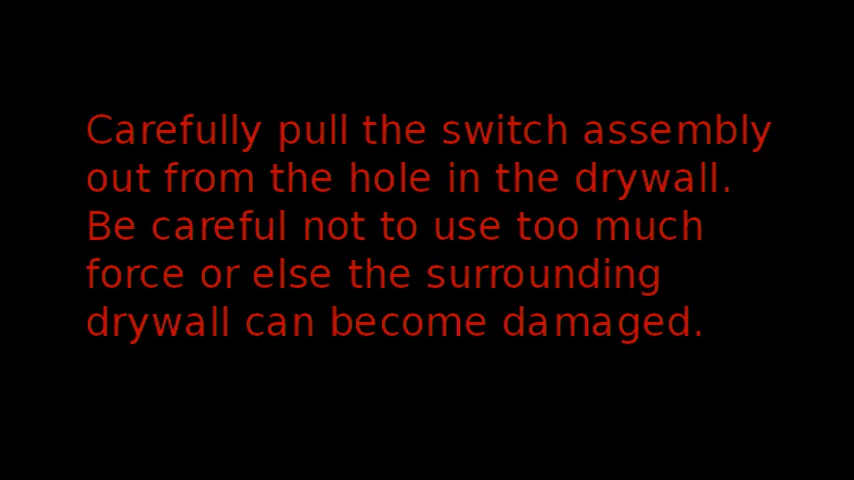 Carefully pull the switch assembly
out from the hole in the drywall.
Be careful not to use too much
force or else the surrounding
drywall can become damaged.